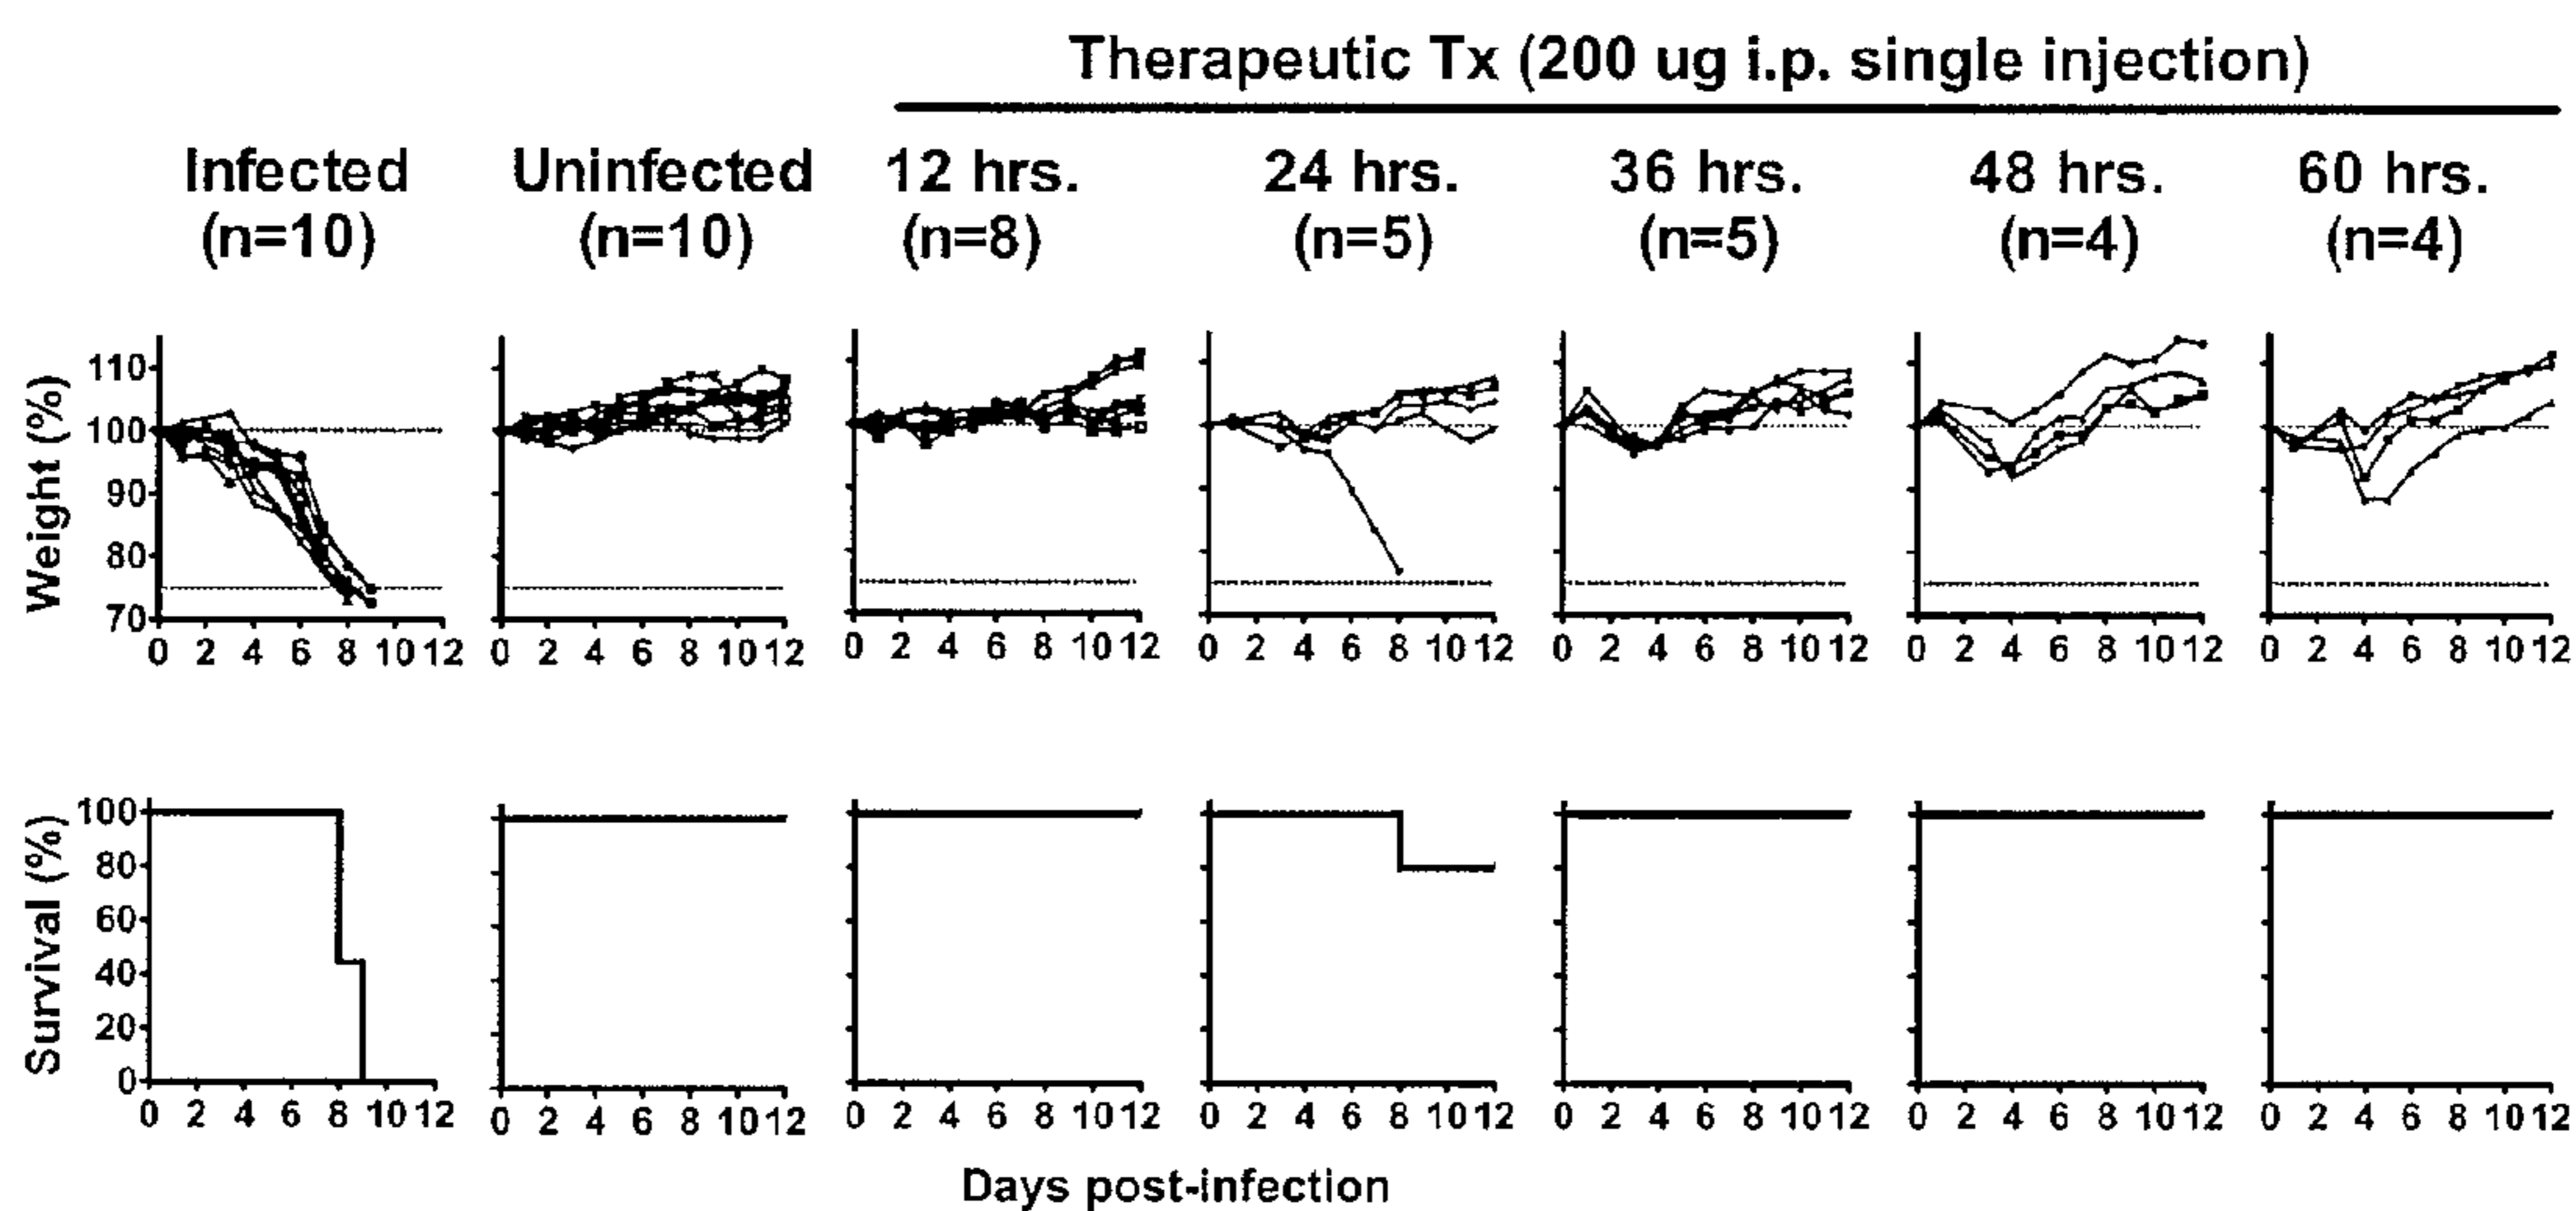 Therapeutic Tx (200 ug i.p. single injection)
Infected Uninfected 12 hrs. 24 hrs. 36 hrs. 48 hrs. 60 hrs.
(n=10) (n=10) (n=8) (n=5) (n=5) (n=4) (n=4)
Weight (%)
110
100
90
80
70
0 2 4 6 8 10 12 0 2 4 6 8 10 12 0 2 4 6 8 10 12 0 2 4 6 8 10 12 0 2 4 6 8 10 12 0 2 4 6 8 10 12 0 2 4 6 8 10 12
Survival (%)
100
80
60
40
20
0
0 2 4 6 8 10 12 0 2 4 6 8 10 12 0 2 4 6 8 10 12 0 2 4 6 8 10 12 0 2 4 6 8 10 12 0 2 4 6 8 10 12 0 2 4 6 8 10 12
Days post-infection